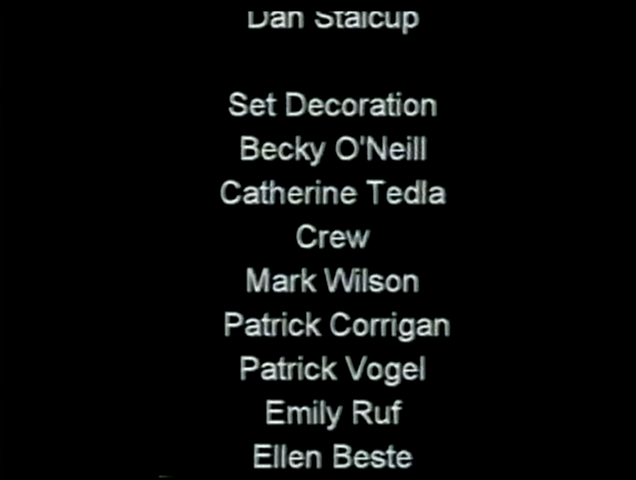 Dan Stalcup
Set Decoration
Becky O'Neill
Catherine Tedla
Crew
Mark Wilson
Patrick Corrigan
Patrick Vogel
Emily Ruf
Ellen Beste